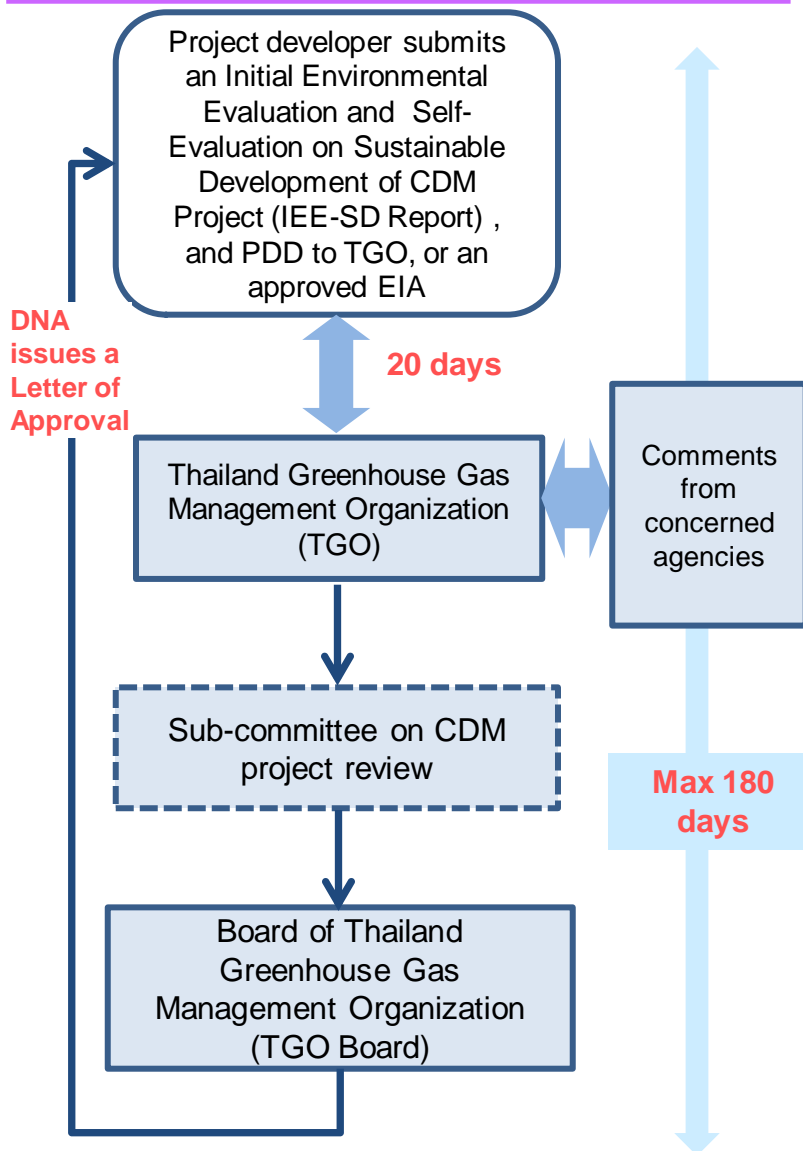 Project developer submits
an Initial Environmental
Evaluation and Self-
Evaluation on Sustainable
Development of CDM
Project (IEE-SD Report) ,
and PDD to TGO, or an
approved EIA
DNA
issues a
Letter of
Approval
20 days
Thailand Greenhouse Gas
Management Organization
(TGO)
Comments
from
concerned
agencies
Sub-committee on CDM
project review
Max 180
days
Board of Thailand
Greenhouse Gas
Management Organization
(TGO Board)